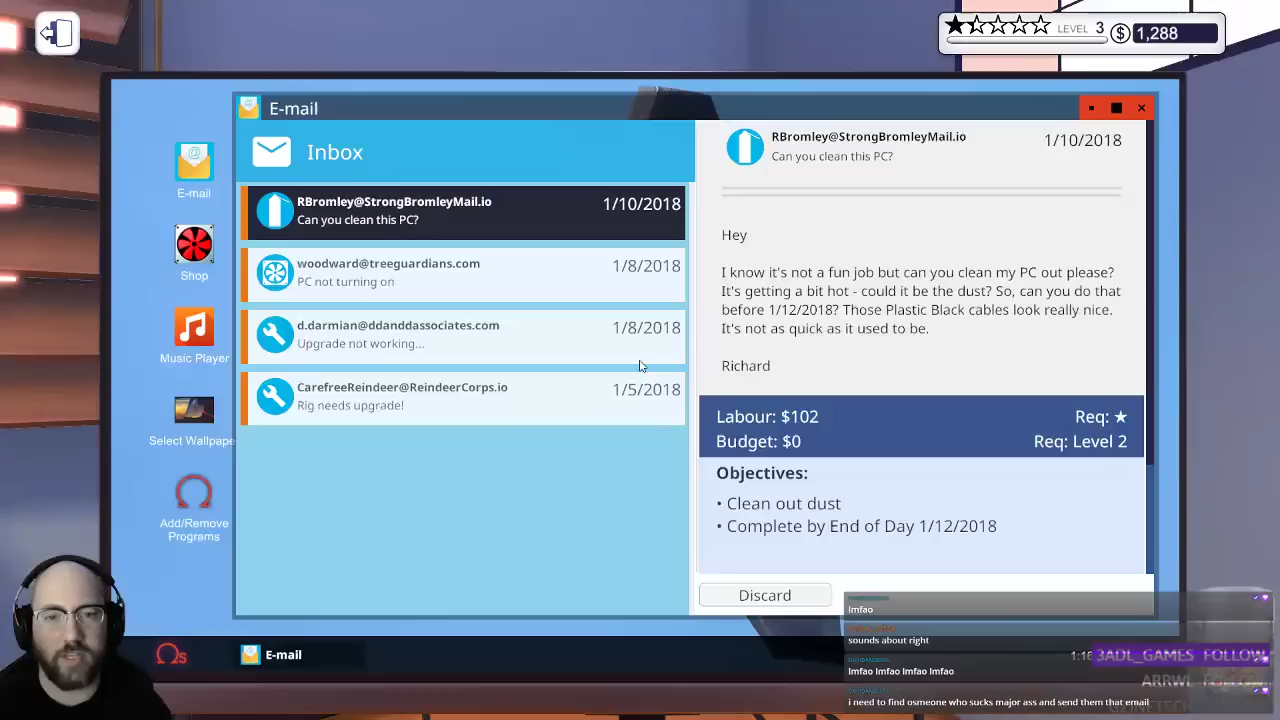 LEVEL 3
$ 1,288
E-mail
Inbox
RBromley@StrongBromleyMail.io
1/10/2018
Can you clean this PC?
woodward@treeguardians.com
1/8/2018
PC not turning on
d.darmian@ddanddassociates.com
1/8/2018
Upgrade not working...
CarefreeReindeer@ReindeerCorps.io
1/5/2018
Rig needs upgrade!
RBromley@StrongBromleyMail.io
1/10/2018
Can you clean this PC?
Hey
I know it's not a fun job but can you clean my PC out please?
It's getting a bit hot - could it be the dust? So, can you do that
before 1/12/2018? Those Plastic Black cables look really nice.
It's not as quick as it used to be.
Richard
Labour: $102
Req: ★
Budget: $0
Req: Level 2
Objectives:
• Clean out dust
• Complete by End of Day 1/12/2018
Discard
E-mail
Shop
Music Player
Select Wallpape
Add/Remove
Programs
Ωs
E-mail
lmfao
sounds about right
lmfao lmfao lmfao lmfao
i need to find osmeone who sucks major ass and send them that email
3ADL_GAMES FOLLOW